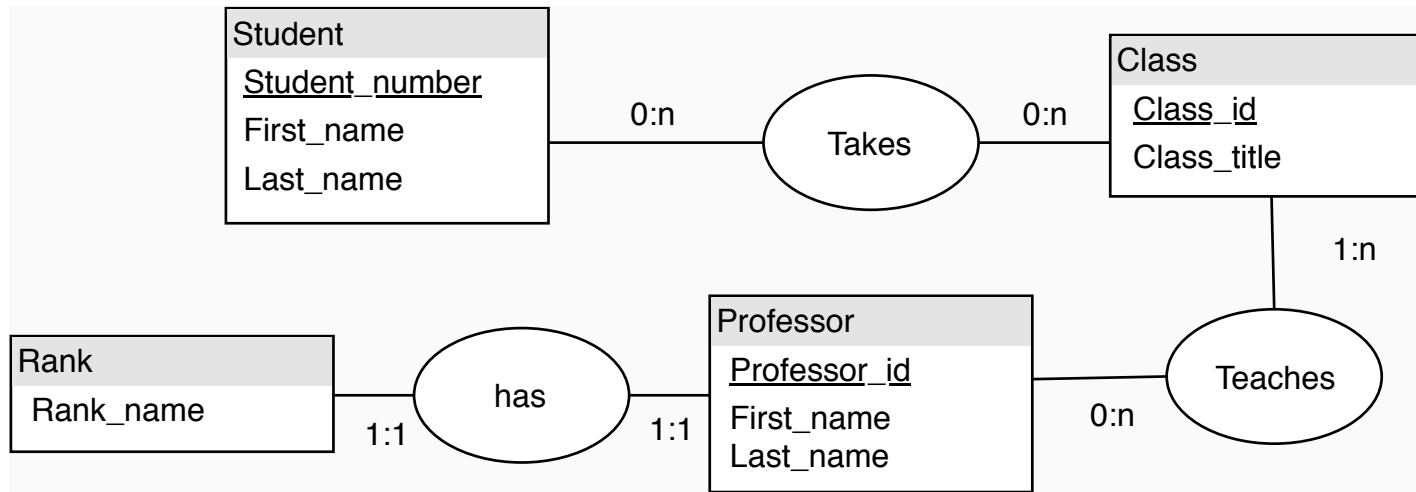 Student
Student_number
First_name
Last_name
0:n
Takes
0:n
Class
Class_id
Class_title
1:n
Rank
Rank_name
1:1
has
1:1
Professor
Professor_id
First_name
Last_name
0:n
Teaches